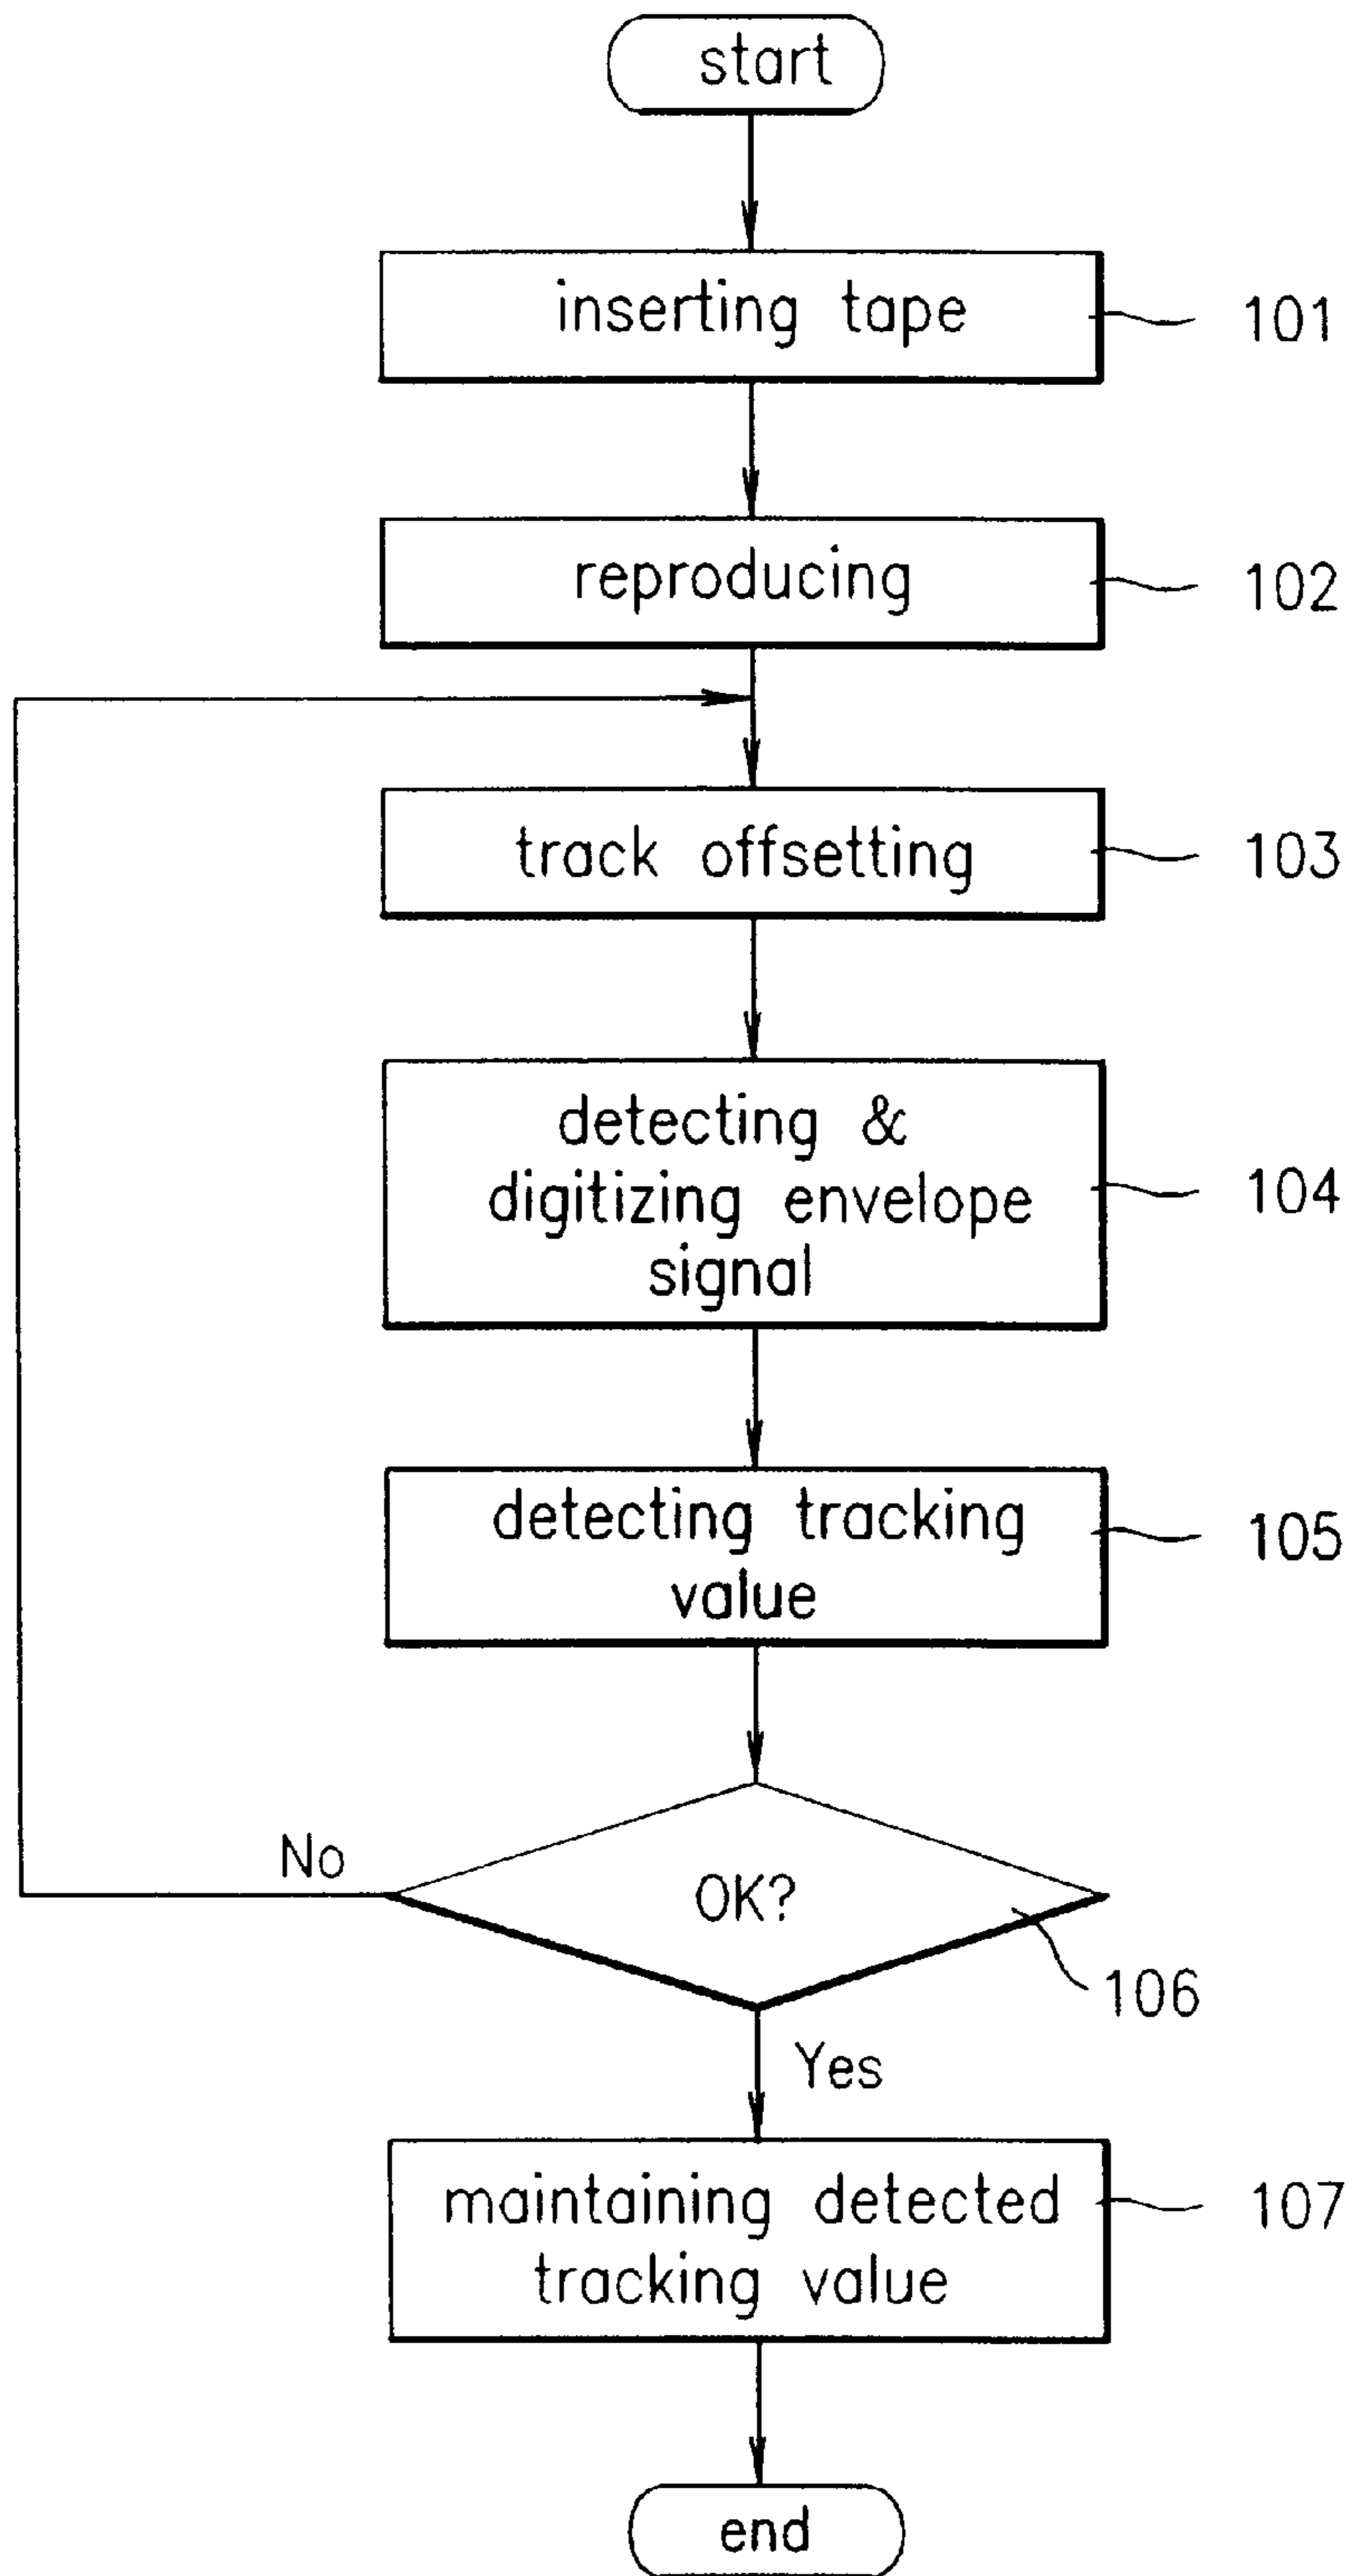 start
inserting tape
101
reproducing
102
track offsetting
103
detecting &
digitizing envelope
signal
104
detecting tracking
value
105
No
OK?
106
Yes
maintaining detected
tracking value
107
end